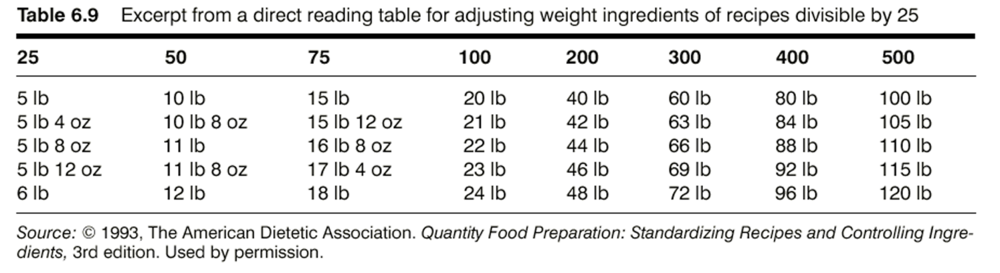 Table 6.9 Excerpt from a direct reading table for adjusting weight ingredients of recipes divisible by 25
25 50 75 100 200 300 400 500
5 lb 10 lb 15 lb 20 lb 40 lb 60 lb 80 lb 100 lb
5 lb 4 oz 10 lb 8 oz 15 lb 12 oz 21 lb 42 lb 63 lb 84 lb 105 lb
5 lb 8 oz 11 lb 16 lb 8 oz 22 lb 44 lb 66 lb 88 lb 110 lb
5 lb 12 oz 11 lb 8 oz 17 lb 4 oz 23 lb 46 lb 69 lb 92 lb 115 lb
6 lb 12 lb 18 lb 24 lb 48 lb 72 lb 96 lb 120 lb
Source: © 1993, The American Dietetic Association. Quantity Food Preparation: Standardizing Recipes and Controlling Ingre-
dients, 3rd edition. Used by permission.